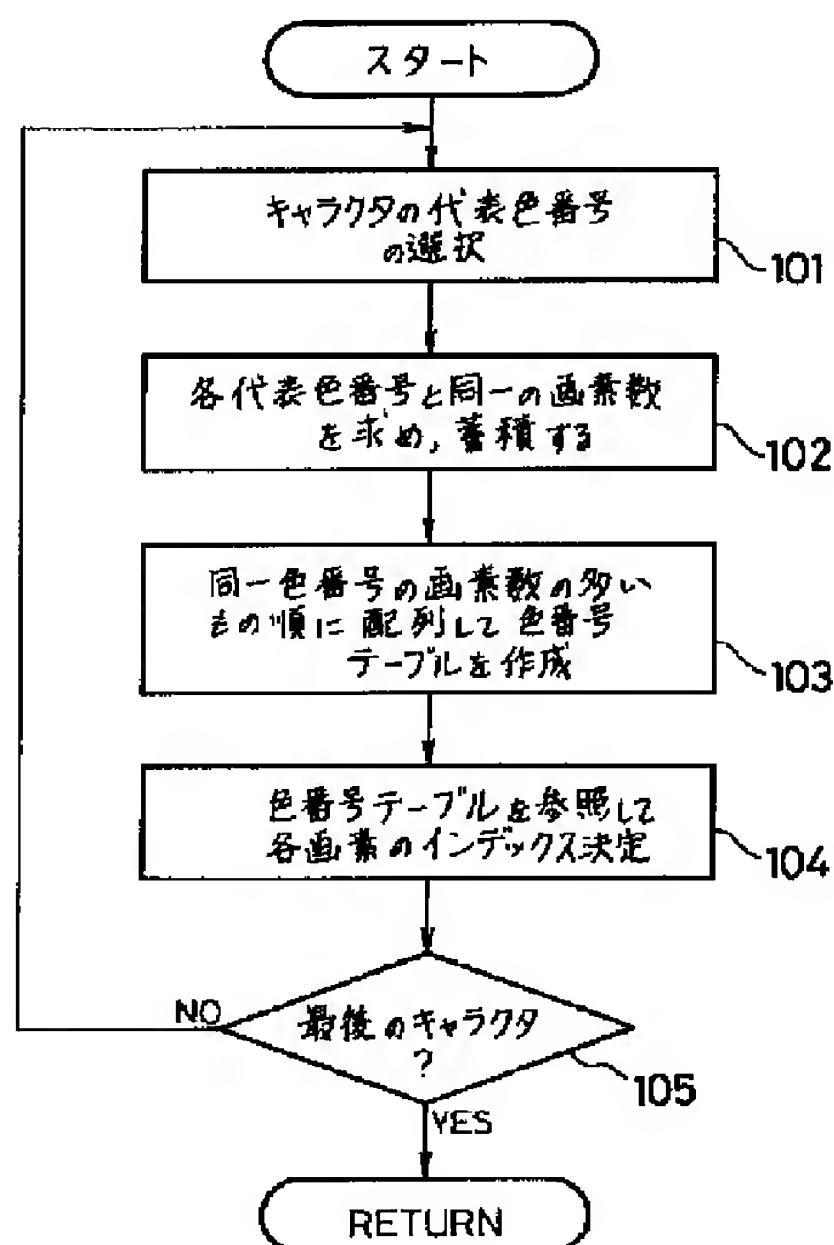 スタート
キャラクタの代表色番号
の選択
101
各代表色番号と同一の画素数
を求め,蓄積する
102
同一色番号の画素数の多い
もの順に配列して色番号
テーブルを作成
103
色番号テーブルを参照して
各画素のインデックス決定
104
NO
最後のキャラクタ
?
105
YES
RETURN